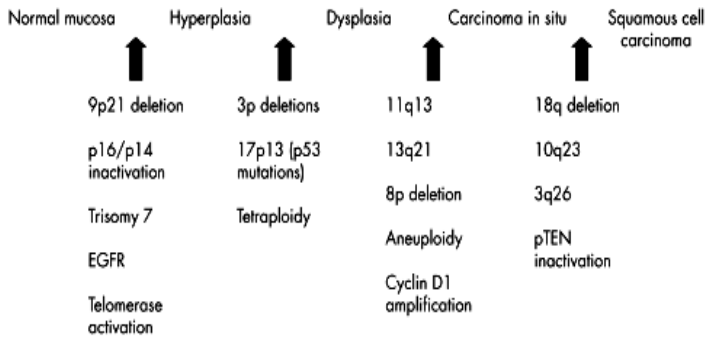 Normal mucosa Hyperplasia Dysplasia Carcinoma in situ Squamous cell
carcinoma
9p21 deletion
p16/p14
inactivation
Trisomy 7
EGFR
Telomerase
activation
3p deletions
17p13 (p53
mutations)
Tetraploidy
11q13
13q21
8p deletion
Aneuploidy
Cyclin D1
amplification
18q deletion
10q23
3q26
pTEN
inactivation